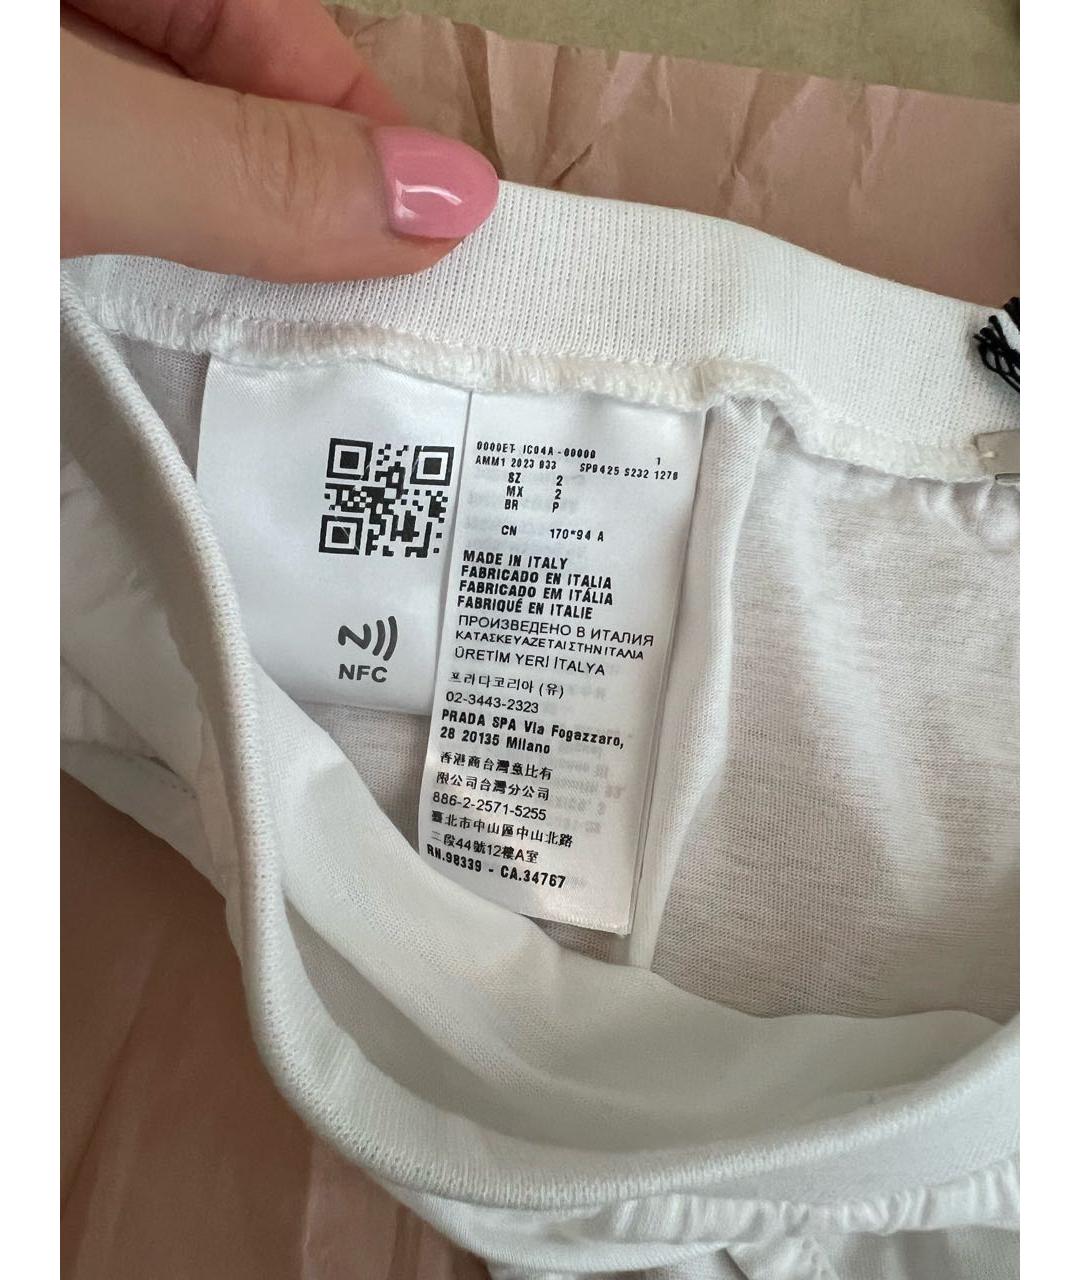 NFC
0000ET IC04A -00000 1
AMM1 2023 033 SP9425 S232 1270
SZ 2
MX 2
BR P
CN 170*94 A
MADE IN ITALY
FABRICADO EN ITALIA
FABRICADO EM ITÁLIA
FABRIQUÉ EN ITALIE
ПРОИЗВЕДЕНО В ИТАЛИЯ
ΚΑΤΑΣΚΕΥΑΖΕΤΑΙ ΣΤΗΝ ΙΤΑΛΙΑ
ÜRETİM YERİ İTALYA
프라다코리아 (유)
02-3443-2323
PRADA SPA Via Fogazzaro,
28 20135 Milano
香港商台灣意比有
限公司台灣分公司
886-2-2571-5255
臺北市中山區中山北路
二段44號12樓A室
RN.98339 - CA.34767